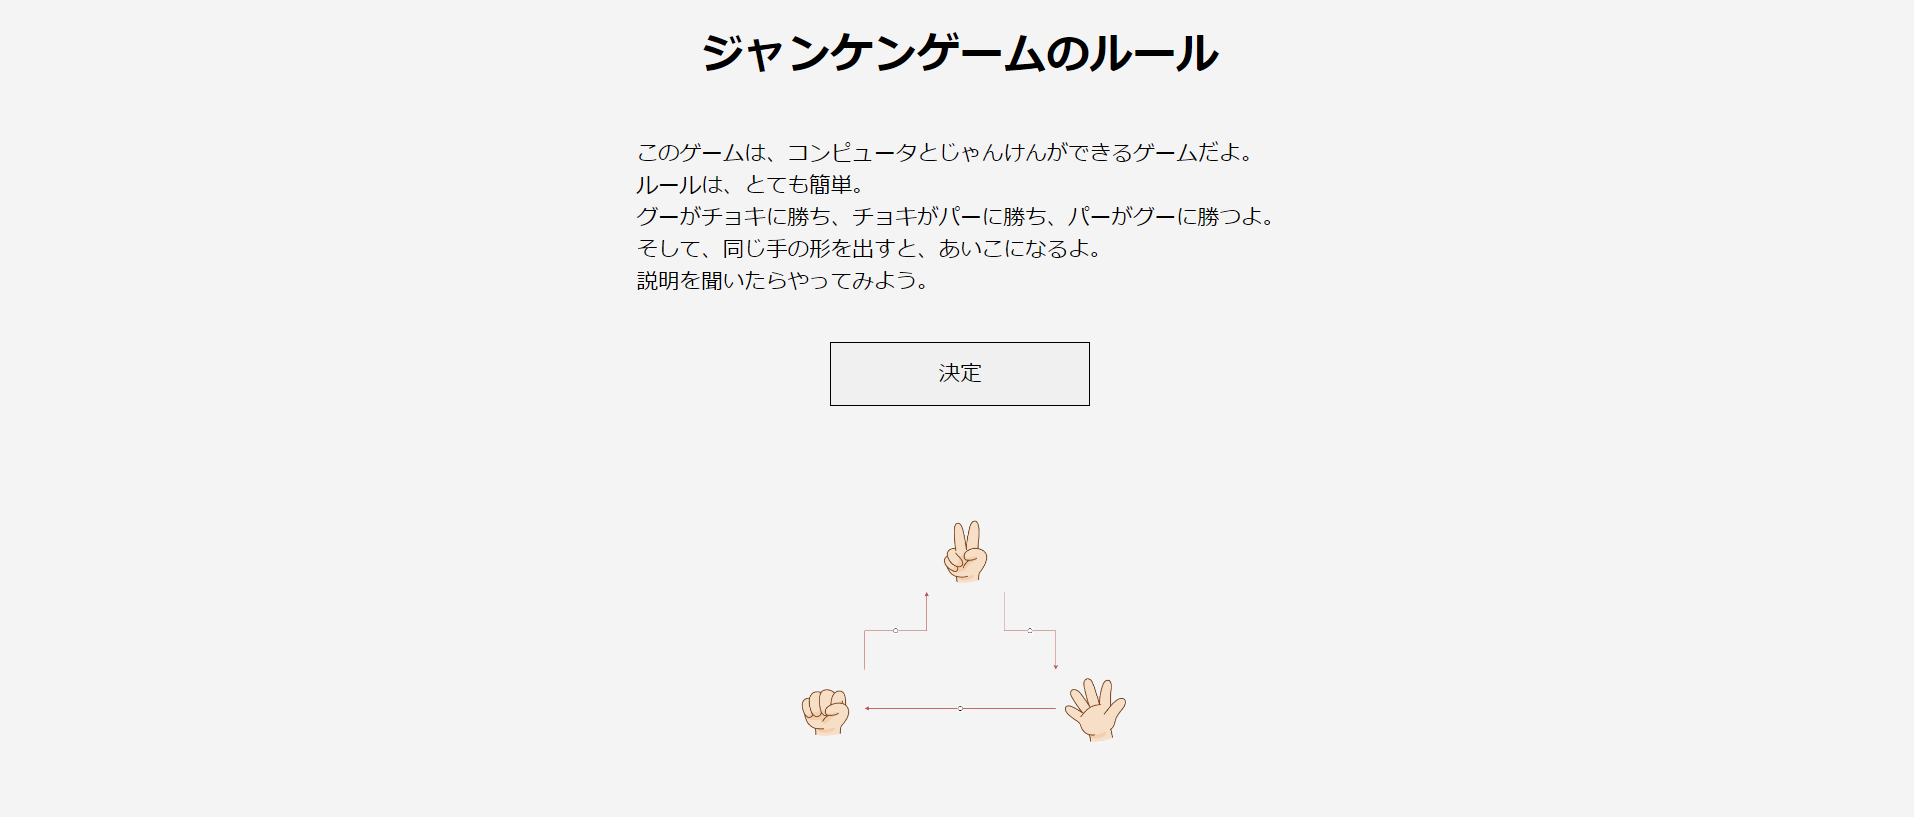 ジャンケンゲームのルール
このゲームは、コンピュータとじゃんけんができるゲームだよ。
ルールは、とても簡単。
グーがチョキに勝ち、チョキがパーに勝ち、パーがグーに勝つよ。
そして、同じ手の形を出すと、あいこになるよ。
説明を聞いたらやってみよう。
決定